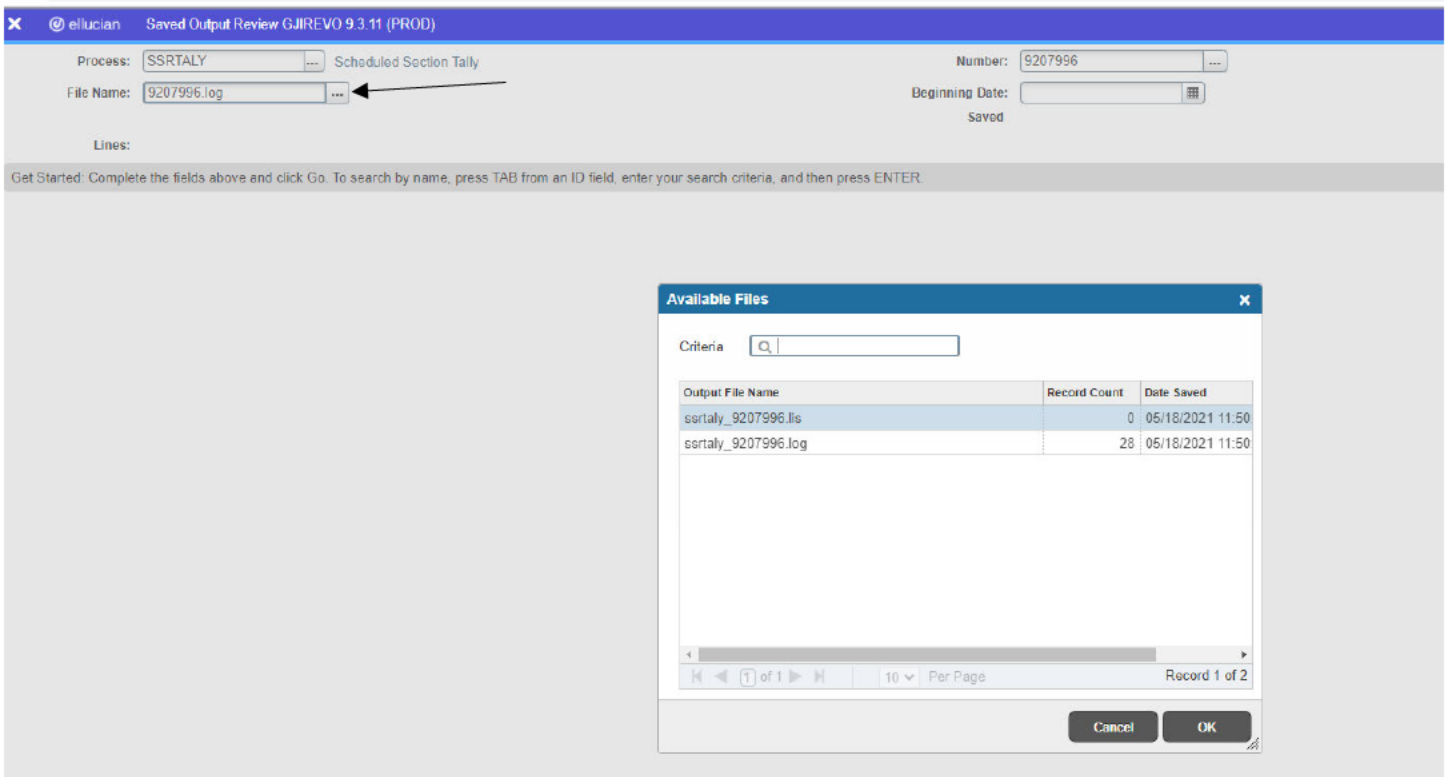 ellucian Saved Output Review GJIREVO 9.3.11 (PROD)
Process: SSRTALY ... Scheduled Section Tally Number: 9207996 ...
File Name: 9207996.log ... Beginning Date:
Saved
Lines:
Get Started: Complete the fields above and click Go. To search by name, press TAB from an ID field, enter your search criteria, and then press ENTER.
Available Files
Criteria
Output File Name Record Count Date Saved
ssrtaly_9207996.lis 0 05/18/2021 11:50
ssrtaly_9207996.log 28 05/18/2021 11:50
1 of 1 10 Per Page Record 1 of 2
Cancel OK